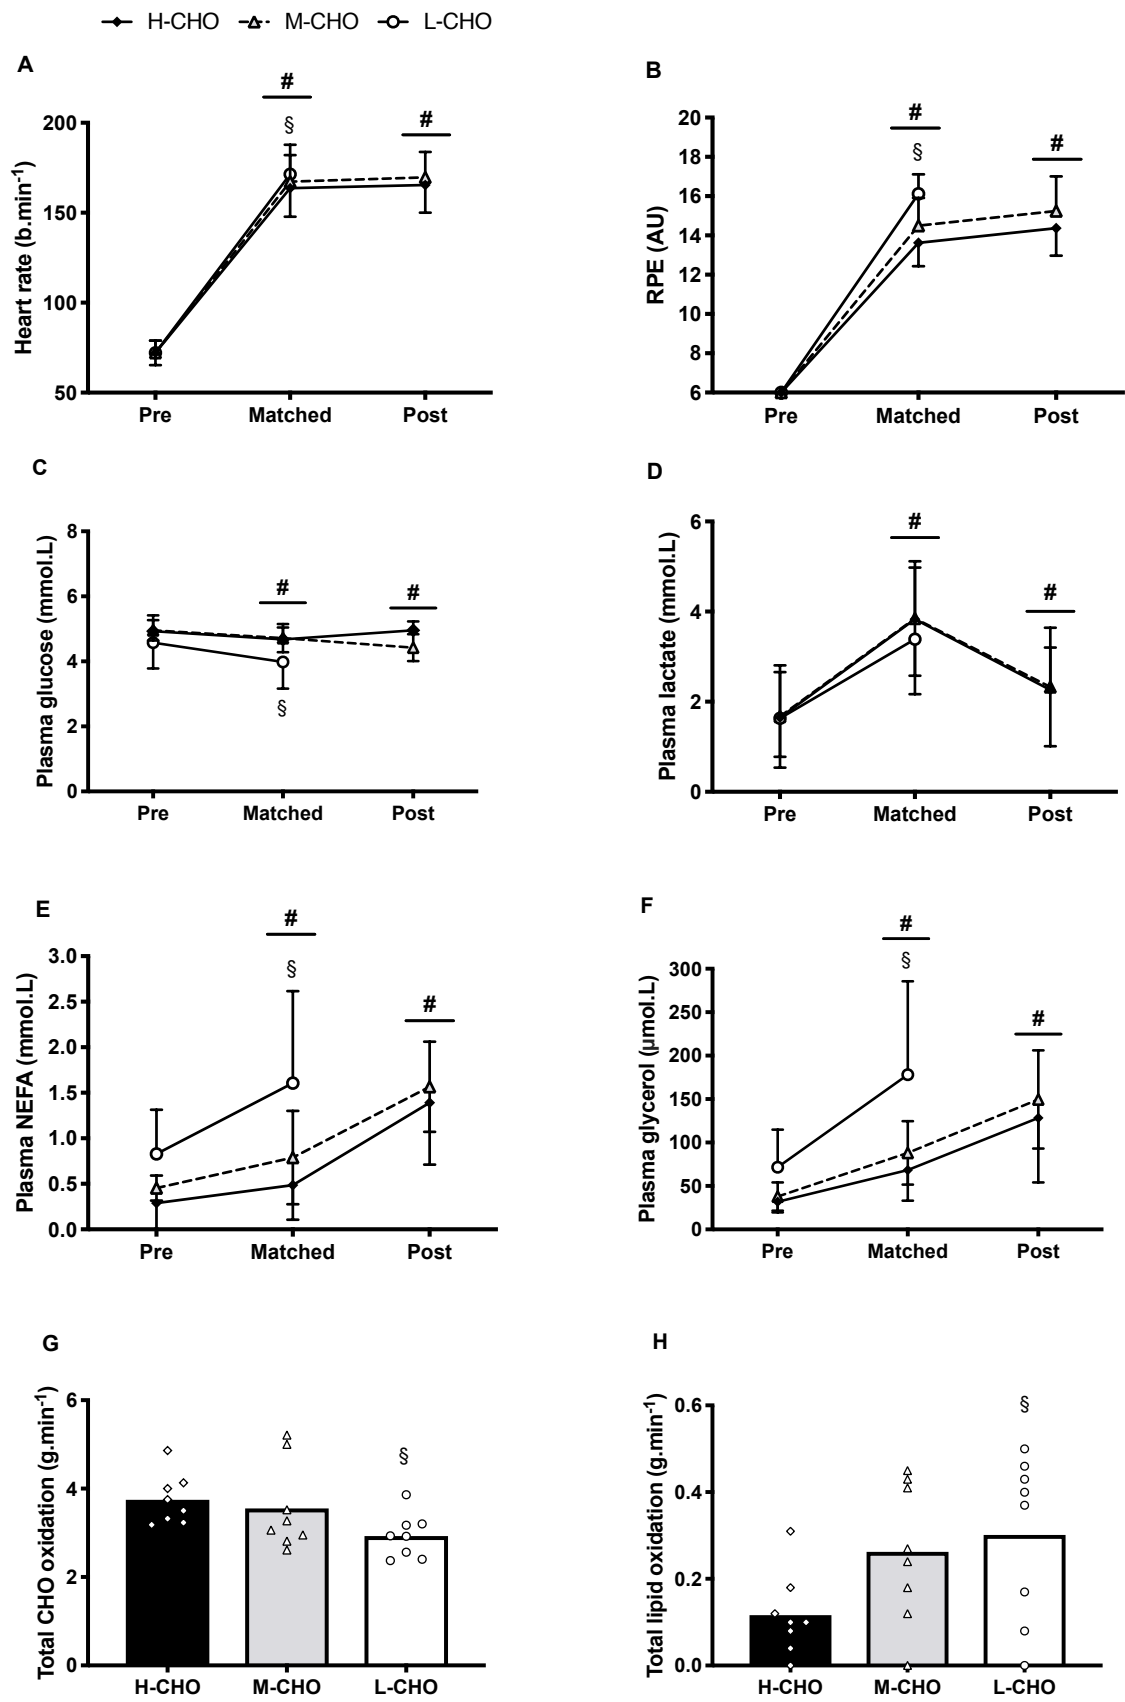 H-CHO M-CHO L-CHO
A
#
§
#
200
150
100
50
Heart rate (b.min⁻¹)
Pre Matched Post
B
#
§
#
20
18
16
14
12
10
8
6
RPE (AU)
Pre Matched Post
C
8
6
4
2
0
#
#
§
Plasma glucose (mmol.L)
Pre Matched Post
D
6
4
2
0
#
#
Plasma lactate (mmol.L)
Pre Matched Post
E
#
§
#
3.0
2.5
2.0
1.5
1.0
0.5
0.0
Plasma NEFA (mmol.L)
Pre Matched Post
F
#
§
#
300
250
200
150
100
50
0
Plasma glycerol (µmol.L)
Pre Matched Post
G
6
4
2
0
§
Total CHO oxidation (g.min⁻¹)
H-CHO M-CHO L-CHO
H
0.6
0.4
0.2
0.0
§
Total lipid oxidation (g.min⁻¹)
H-CHO M-CHO L-CHO